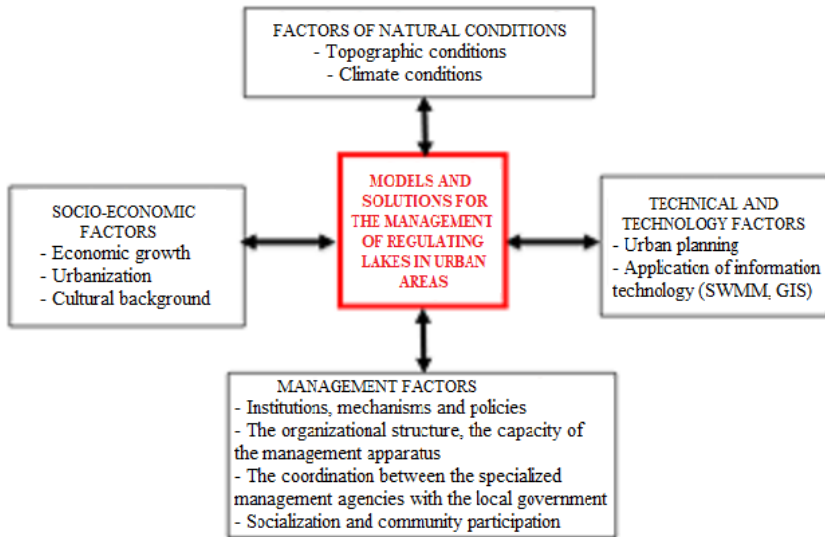 FACTORS OF NATURAL CONDITIONS
- Topographic conditions
- Climate conditions
SOCIO-ECONOMIC
FACTORS
- Economic growth
- Urbanization
- Cultural background
MODELS AND
SOLUTIONS FOR
THE MANAGEMENT
OF REGULATING
LAKES IN URBAN
AREAS
TECHNICAL AND
TECHNOLOGY FACTORS
- Urban planning
- Application of information
technology (SWMM, GIS)
MANAGEMENT FACTORS
- Institutions, mechanisms and policies
- The organizational structure, the capacity of
the management apparatus
- The coordination between the specialized
management agencies with the local government
- Socialization and community participation